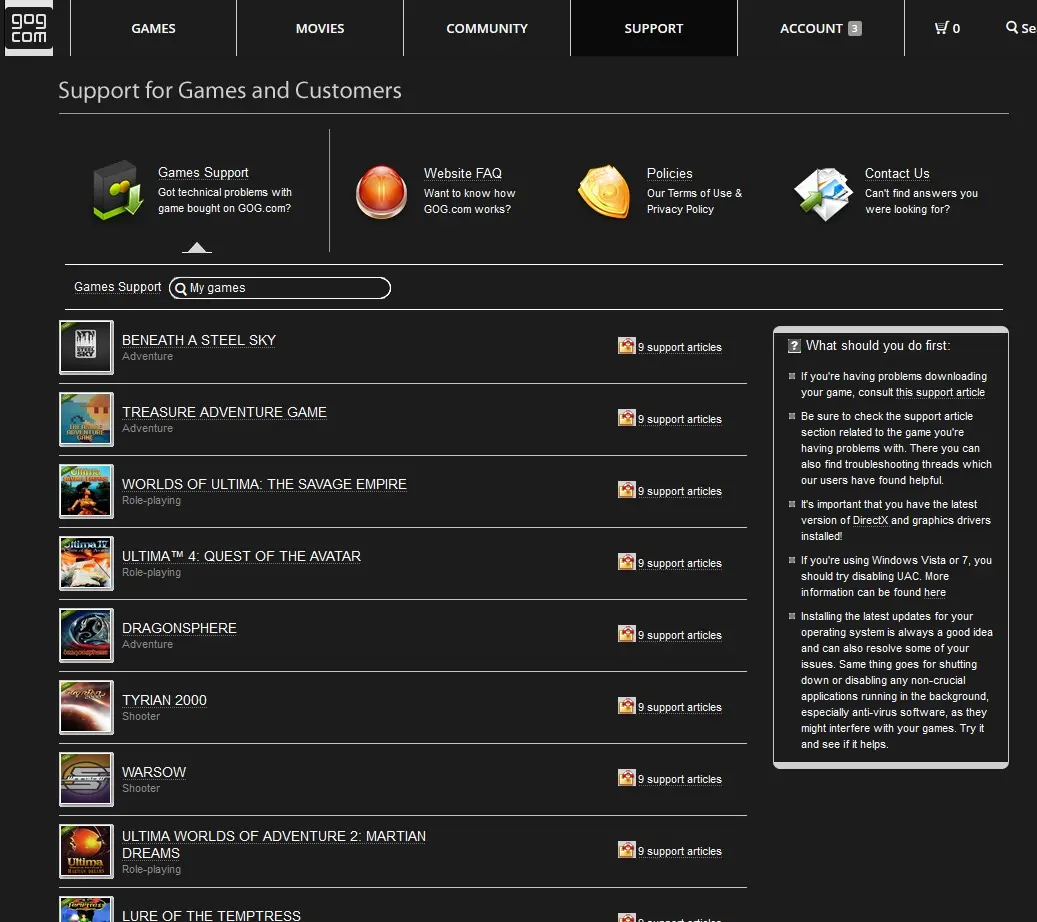 gog
com
GAMES
MOVIES
COMMUNITY
SUPPORT
ACCOUNT 3
0
Support for Games and Customers
Games Support
Got technical problems with
game bought on GOG.com?
Website FAQ
Want to know how
GOG.com works?
Policies
Our Terms of Use &
Privacy Policy
Contact Us
Can't find answers you
were looking for?
Games Support My games
BENEATH A STEEL SKY
Adventure
9 support articles
TREASURE ADVENTURE GAME
Adventure
9 support articles
WORLDS OF ULTIMA: THE SAVAGE EMPIRE
Role-playing
9 support articles
ULTIMA™ 4: QUEST OF THE AVATAR
Role-playing
9 support articles
DRAGONSPHERE
Adventure
9 support articles
TYRIAN 2000
Shooter
9 support articles
WARSOW
Shooter
9 support articles
ULTIMA WORLDS OF ADVENTURE 2: MARTIAN
DREAMS
Role-playing
9 support articles
LURE OF THE TEMPTRESS
9 support articles
? What should you do first:
If you're having problems downloading
your game, consult this support article
Be sure to check the support article
section related to the game you're
having problems with. There you can
also find troubleshooting threads which
our users have found helpful.
It's important that you have the latest
version of DirectX and graphics drivers
installed!
If you're using Windows Vista or 7, you
should try disabling UAC. More
information can be found here
Installing the latest updates for your
operating system is always a good idea
and can also resolve some of your
issues. Same thing goes for shutting
down or disabling any non-crucial
applications running in the background,
especially anti-virus software, as they
might interfere with your games. Try it
and see if it helps.